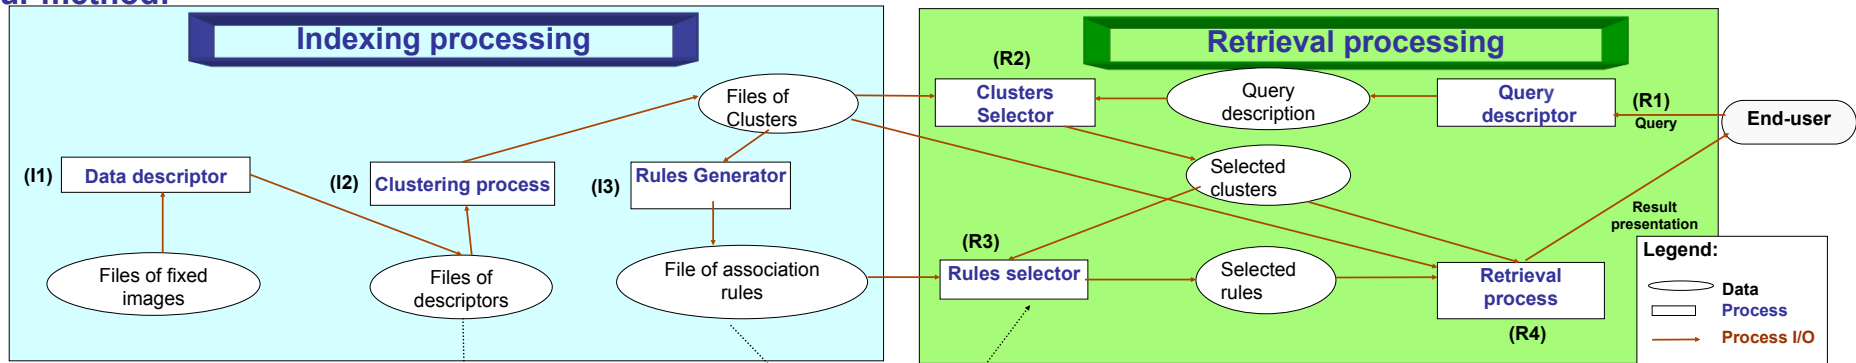 ur method:
Indexing processing
Files of
Clusters
(I1)
Data descriptor
(I2)
Clustering process
(I3)
Rules Generator
Files of fixed
images
Files of
descriptors
File of association
rules
Retrieval processing
(R2)
Clusters
Selector
Query
description
Query
descriptor
(R1)
Query
End-user
Selected
clusters
Result
presentation
(R3)
Rules selector
Selected
rules
Retrieval
process
(R4)
Legend:
Data
Process
Process I/O